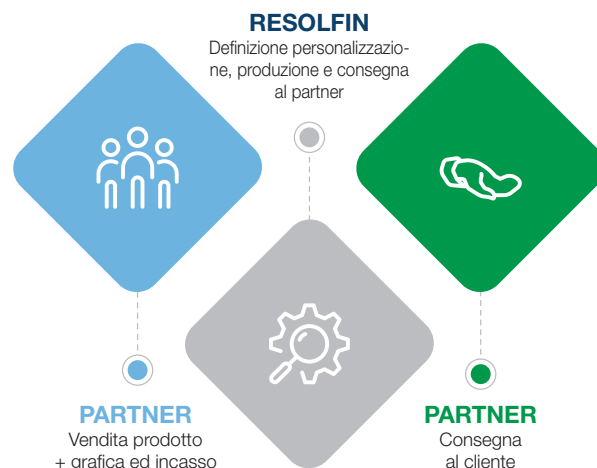 RESOLFIN
Definizione personalizzazio-
ne, produzione e consegna
al partner
PARTNER
Vendita prodotto
+ grafica ed incasso
PARTNER
Consegna
al cliente